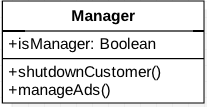 Manager
+isManager: Boolean
+shutdownCustomer()
+manageAds()